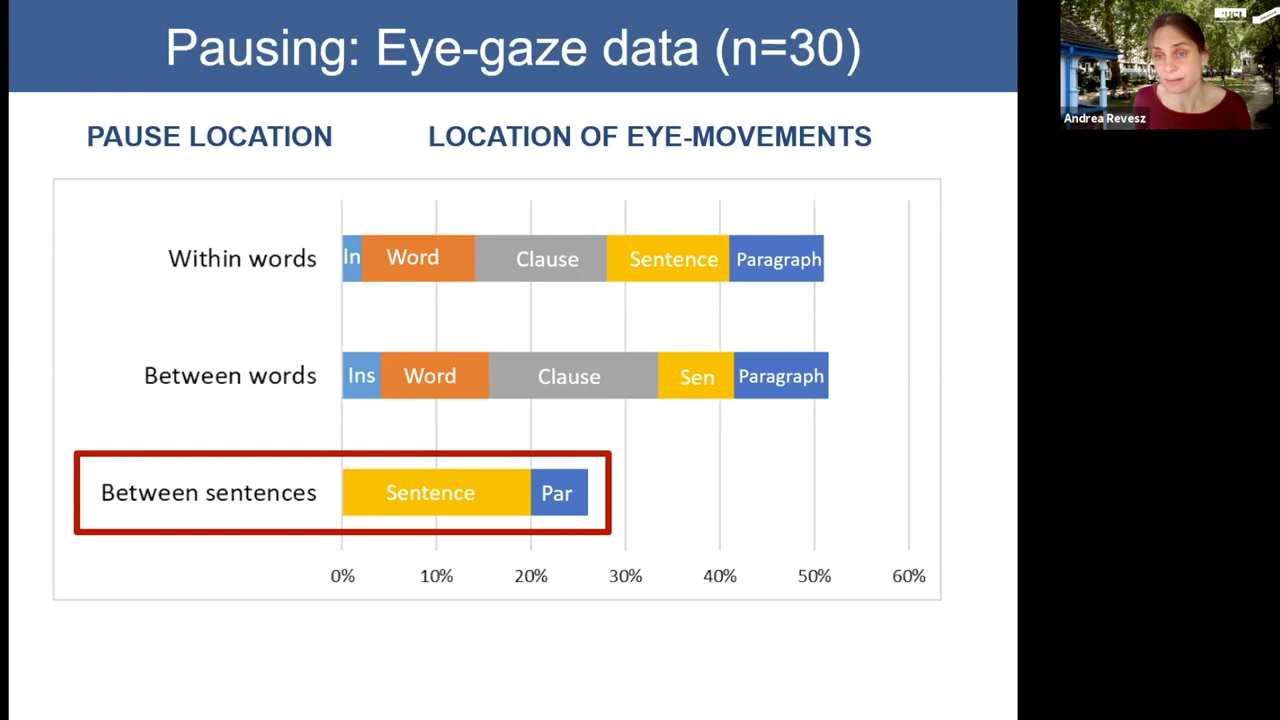 Pausing: Eye-gaze data (n=30)
UCL
Andrea Revesz
PAUSE LOCATION
LOCATION OF EYE-MOVEMENTS
Within words
In
Word
Clause
Sentence
Paragraph
Between words
Ins
Word
Clause
Sen
Paragraph
Between sentences
Sentence
Par
0%
10%
20%
30%
40%
50%
60%